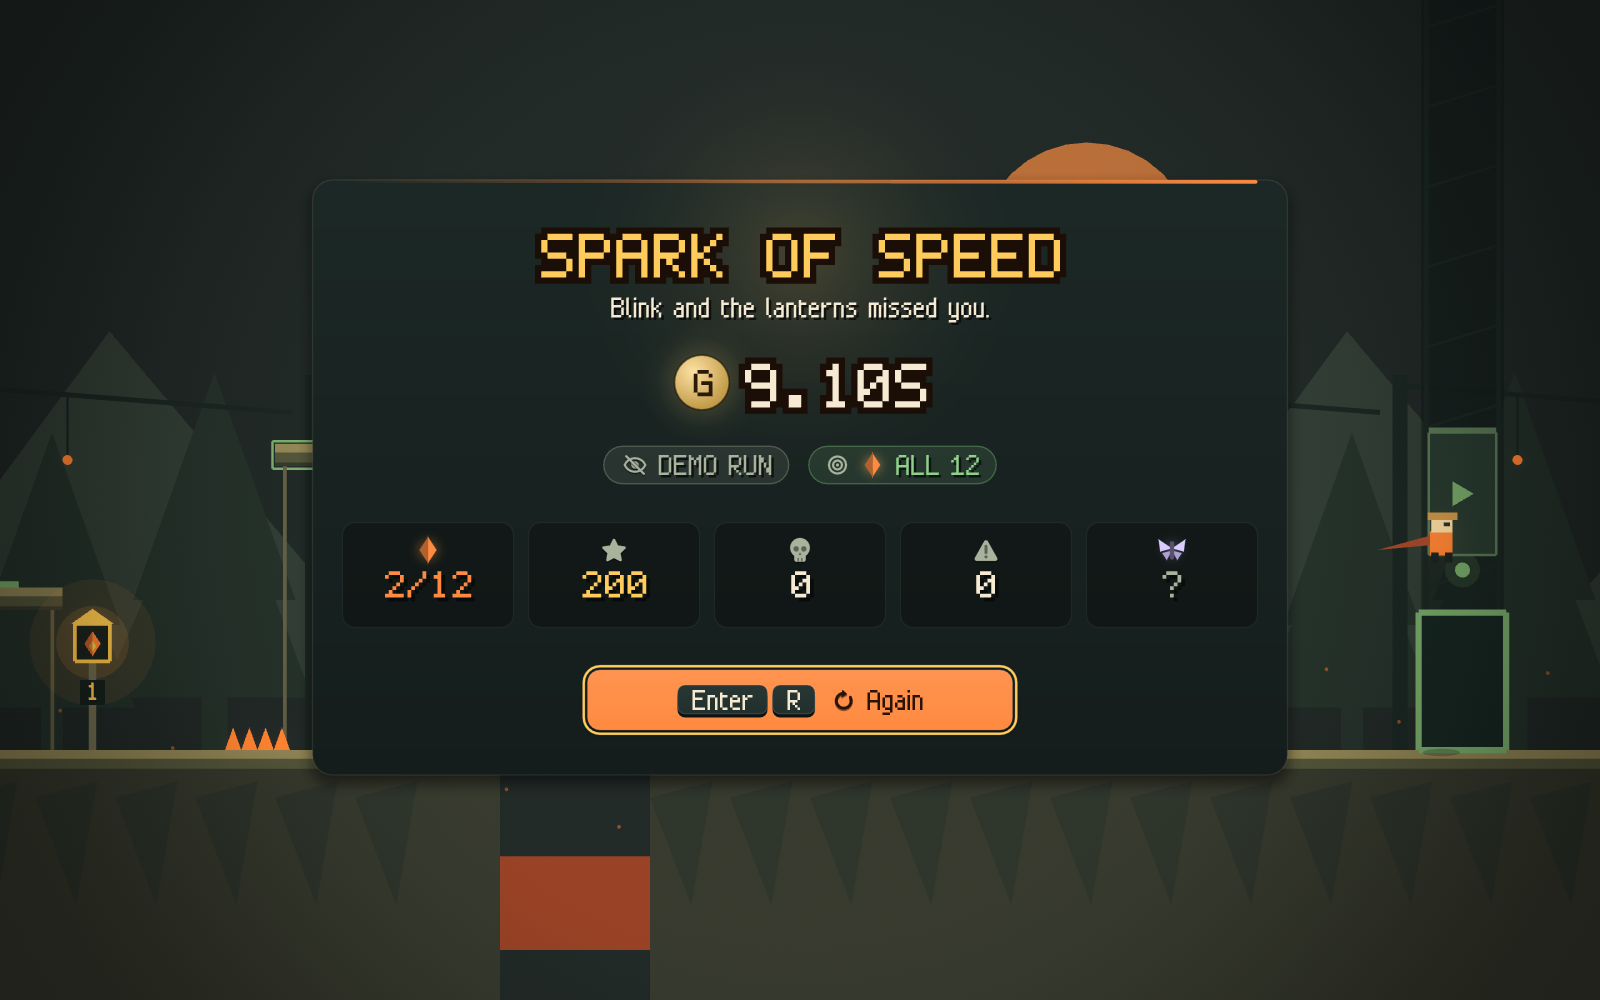 SPARK OF SPEED
Blink and the lanterns missed you.
G 9.10S
DEMO RUN ALL 12
2/12 200 0 0 ?
1
Enter R Again